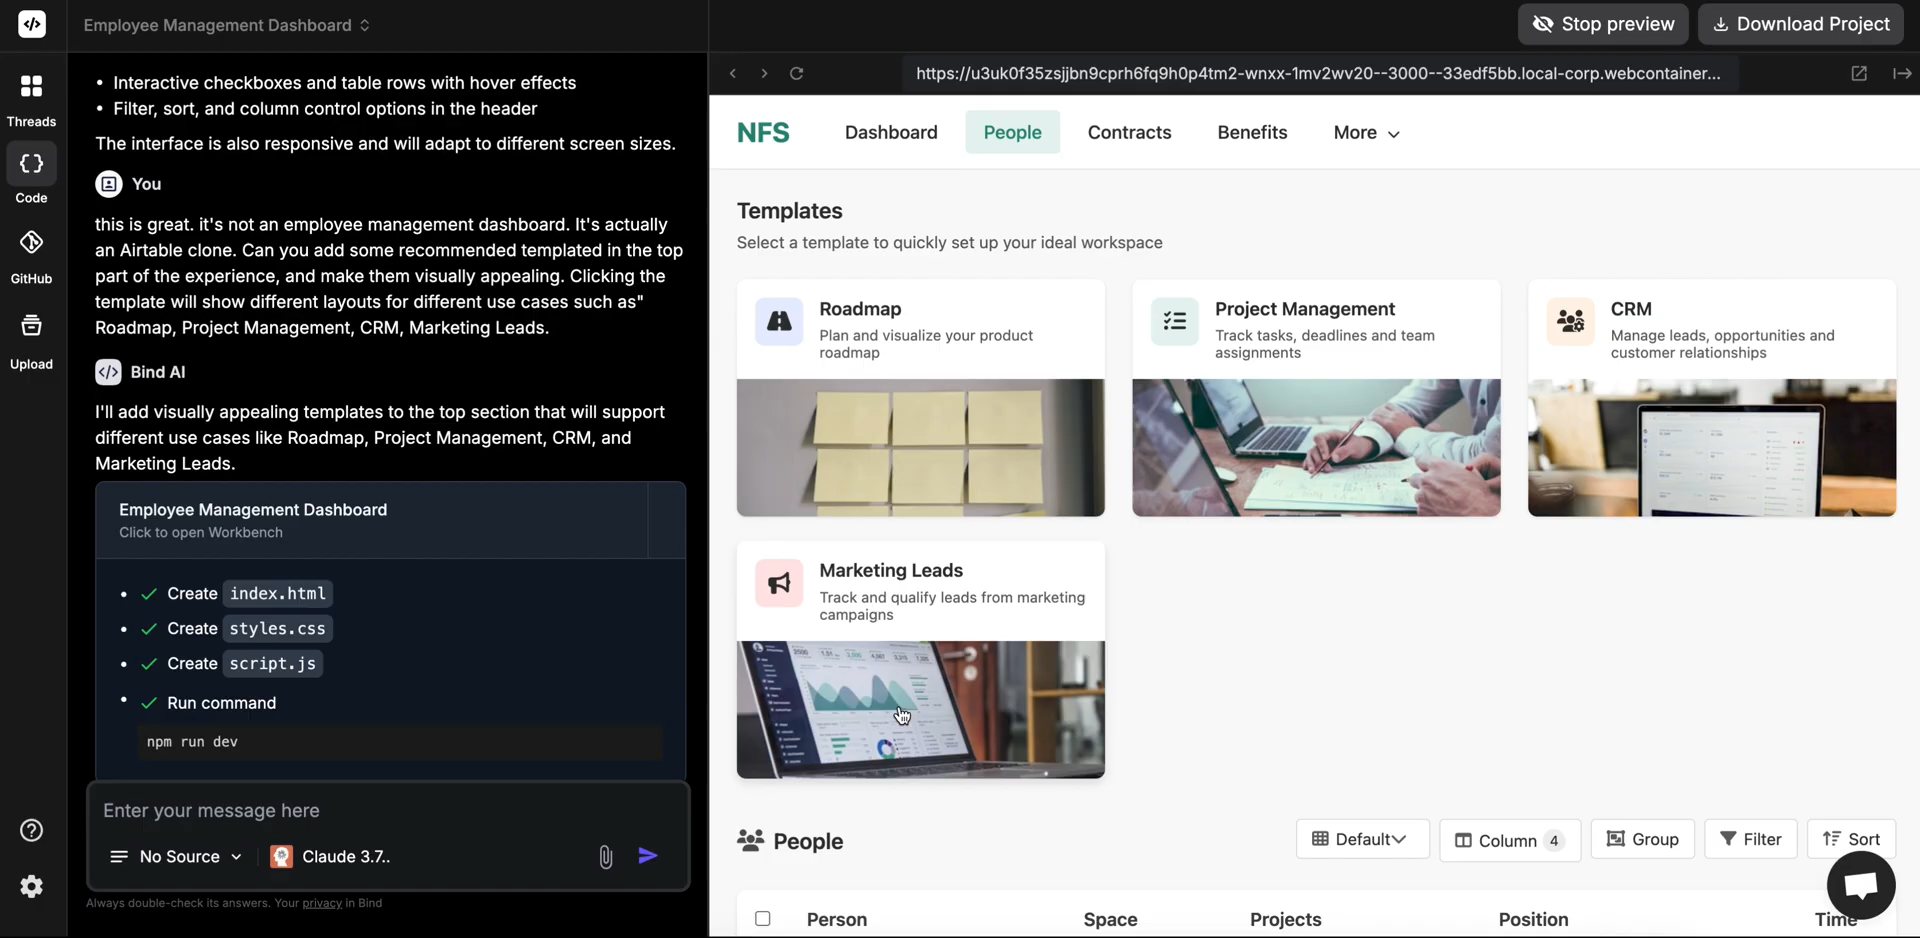 Employee Management Dashboard
Stop preview
Download Project
Threads
Code
GitHub
Upload
• Interactive checkboxes and table rows with hover effects
• Filter, sort, and column control options in the header
The interface is also responsive and will adapt to different screen sizes.
You
this is great. it's not an employee management dashboard. It's actually
an Airtable clone. Can you add some recommended templated in the top
part of the experience, and make them visually appealing. Clicking the
template will show different layouts for different use cases such as"
Roadmap, Project Management, CRM, Marketing Leads.
Bind AI
I'll add visually appealing templates to the top section that will support
different use cases like Roadmap, Project Management, CRM, and
Marketing Leads.
Employee Management Dashboard
Click to open Workbench
• Create index.html
• Create styles.css
• Create script.js
• Run command
npm run dev
Enter your message here
No Source
Claude 3.7..
Always double-check its answers. Your privacy in Bind
https://u3uk0f35zsjjbn9cprh6fq9h0p4tm2-wnxx-1mv2wv20--3000--33edf5bb.local-corp.webcontainer...
NFS
Dashboard
People
Contracts
Benefits
More
Templates
Select a template to quickly set up your ideal workspace
Roadmap
Plan and visualize your product
roadmap
Project Management
Track tasks, deadlines and team
assignments
CRM
Manage leads, opportunities and
customer relationships
Marketing Leads
Track and qualify leads from marketing
campaigns
People
Default
Column 4
Group
Filter
Sort
Person
Space
Projects
Position
Time